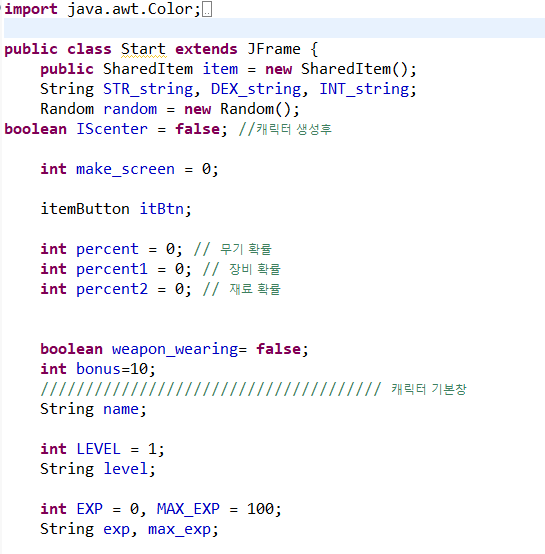 import java.awt.Color;
public class Start extends JFrame {
public SharedItem item = new SharedItem();
String STR_string, DEX_string, INT_string;
Random random = new Random();
boolean IScenter = false; //캐릭터 생성후
int make_screen = 0;
itemButton itBtn;
int percent = 0; // 무기 확률
int percent1 = 0; // 장비 확률
int percent2 = 0; // 재료 확률
boolean weapon_wearing= false;
int bonus=10;
////////////////////////////////////// 캐릭터 기본창
String name;
int LEVEL = 1;
String level;
int EXP = 0, MAX_EXP = 100;
String exp, max_exp;